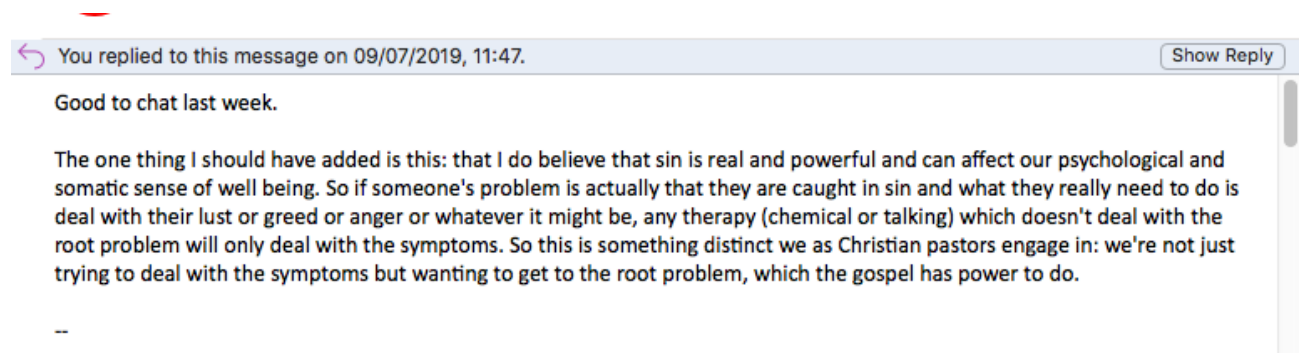 You replied to this message on 09/07/2019, 11:47.
Show Reply
Good to chat last week.
The one thing I should have added is this: that I do believe that sin is real and powerful and can affect our psychological and
somatic sense of well being. So if someone's problem is actually that they are caught in sin and what they really need to do is
deal with their lust or greed or anger or whatever it might be, any therapy (chemical or talking) which doesn't deal with the
root problem will only deal with the symptoms. So this is something distinct we as Christian pastors engage in: we're not just
trying to deal with the symptoms but wanting to get to the root problem, which the gospel has power to do.
--